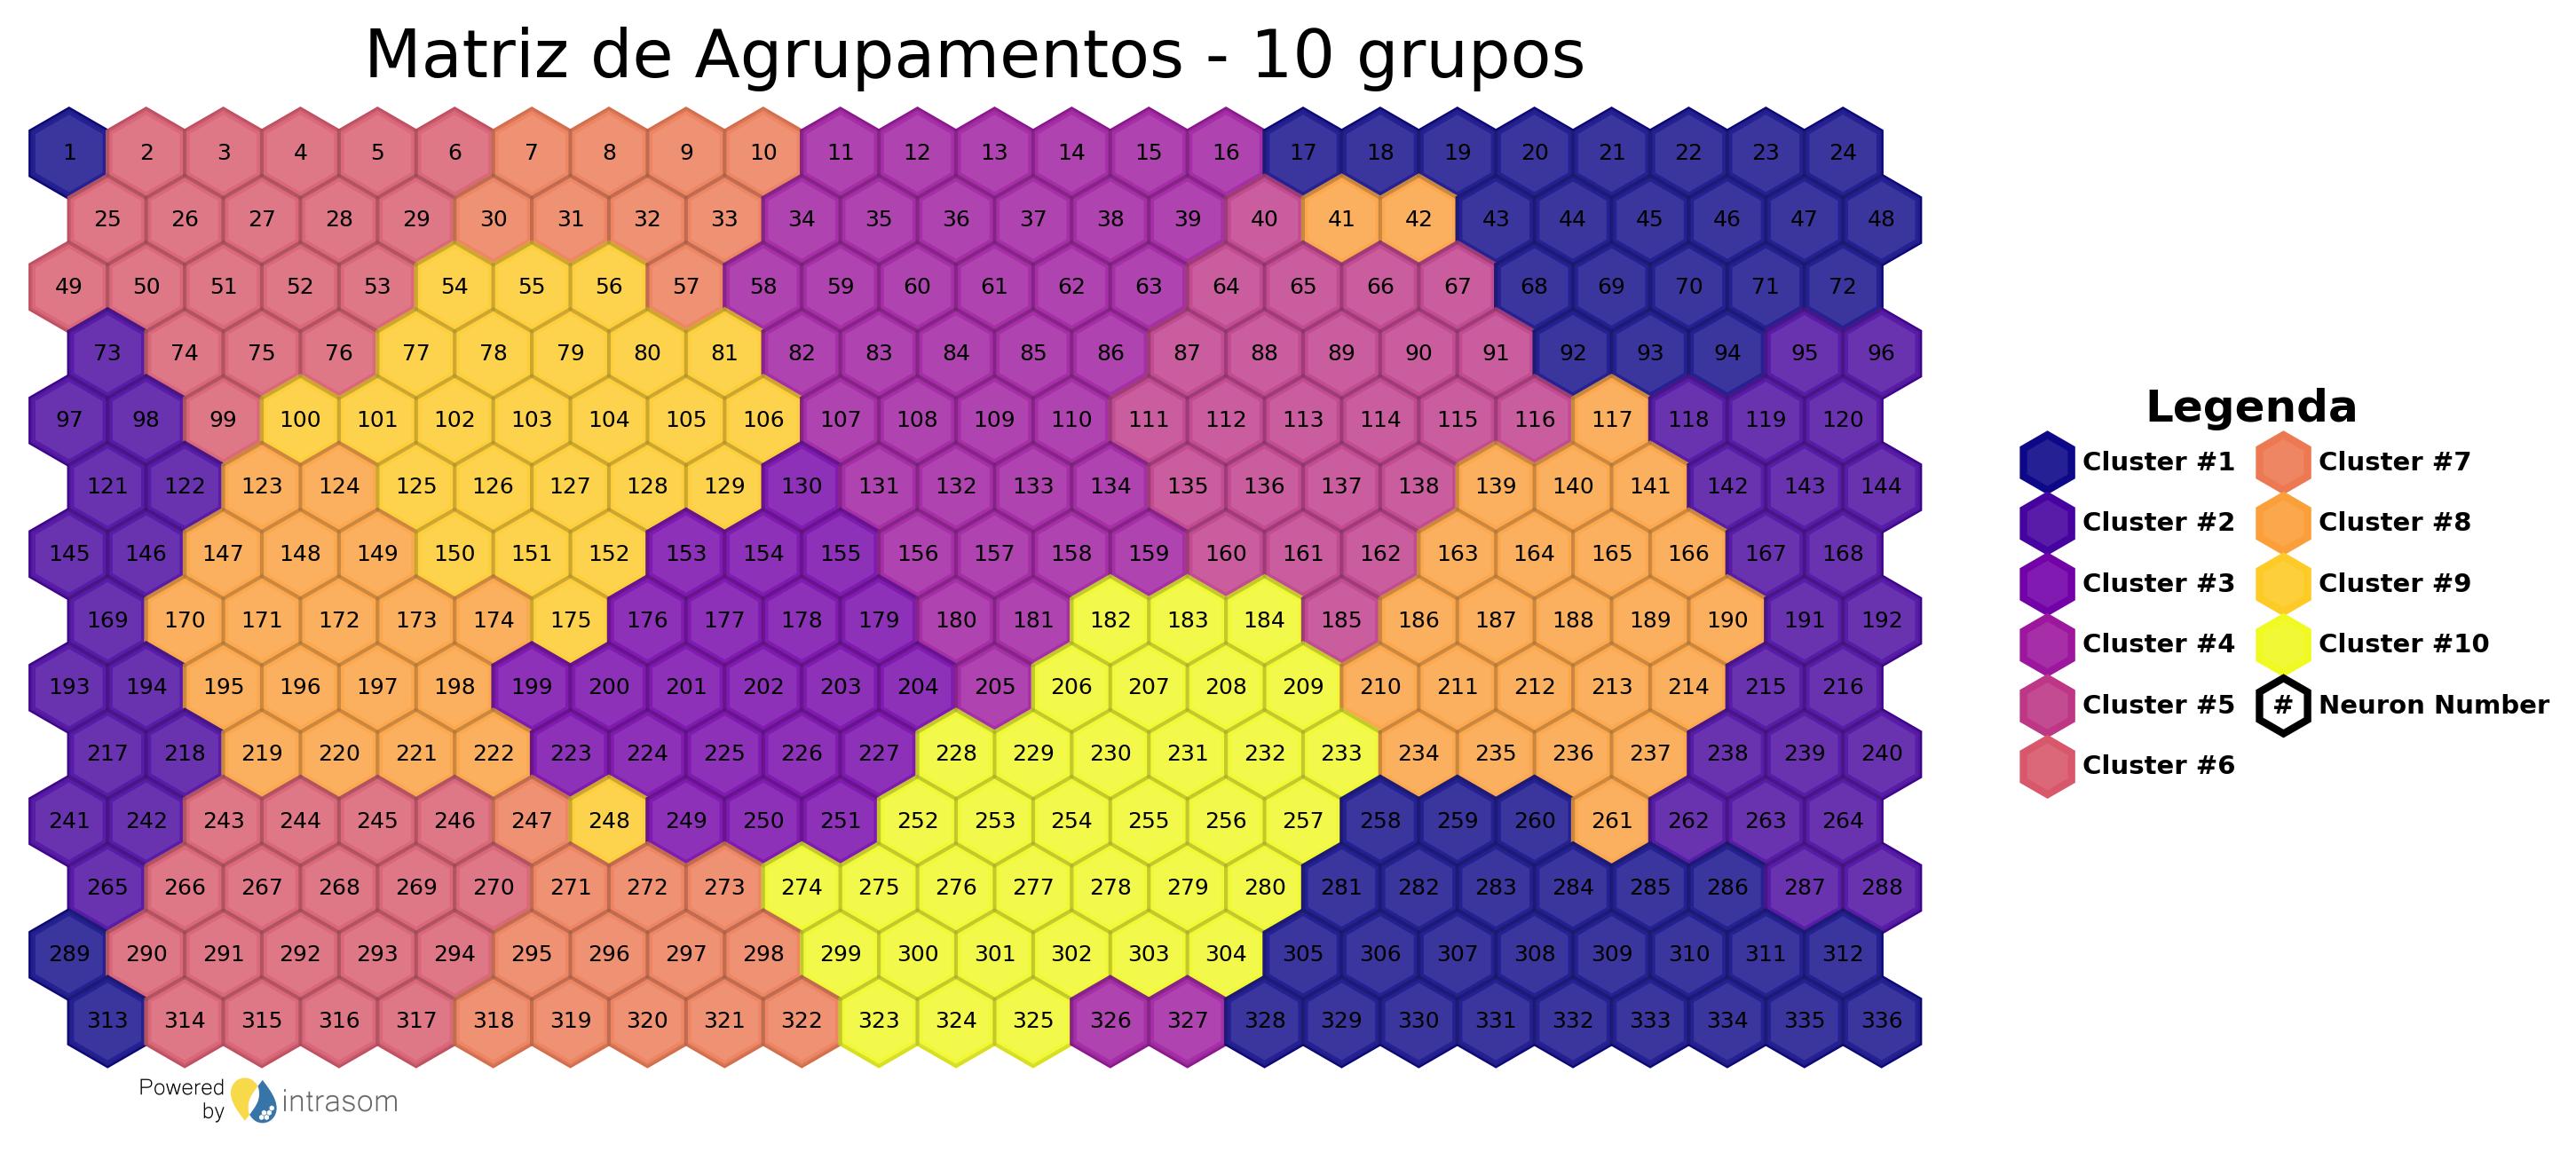 Matriz de Agrupamentos - 10 grupos
1 2 3 4 5 6 7 8 9 10 11 12 13 14 15 16 17 18 19 20 21 22 23 24
25 26 27 28 29 30 31 32 33 34 35 36 37 38 39 40 41 42 43 44 45 46 47 48
49 50 51 52 53 54 55 56 57 58 59 60 61 62 63 64 65 66 67 68 69 70 71 72
73 74 75 76 77 78 79 80 81 82 83 84 85 86 87 88 89 90 91 92 93 94 95 96
97 98 99 100 101 102 103 104 105 106 107 108 109 110 111 112 113 114 115 116 117 118 119 120
121 122 123 124 125 126 127 128 129 130 131 132 133 134 135 136 137 138 139 140 141 142 143 144
145 146 147 148 149 150 151 152 153 154 155 156 157 158 159 160 161 162 163 164 165 166 167 168
169 170 171 172 173 174 175 176 177 178 179 180 181 182 183 184 185 186 187 188 189 190 191 192
193 194 195 196 197 198 199 200 201 202 203 204 205 206 207 208 209 210 211 212 213 214 215 216
217 218 219 220 221 222 223 224 225 226 227 228 229 230 231 232 233 234 235 236 237 238 239 240
241 242 243 244 245 246 247 248 249 250 251 252 253 254 255 256 257 258 259 260 261 262 263 264
265 266 267 268 269 270 271 272 273 274 275 276 277 278 279 280 281 282 283 284 285 286 287 288
289 290 291 292 293 294 295 296 297 298 299 300 301 302 303 304 305 306 307 308 309 310 311 312
313 314 315 316 317 318 319 320 321 322 323 324 325 326 327 328 329 330 331 332 333 334 335 336
Legenda
Cluster #1
Cluster #2
Cluster #3
Cluster #4
Cluster #5
Cluster #6
Cluster #7
Cluster #8
Cluster #9
Cluster #10
# Neuron Number
Powered
by
intrasom